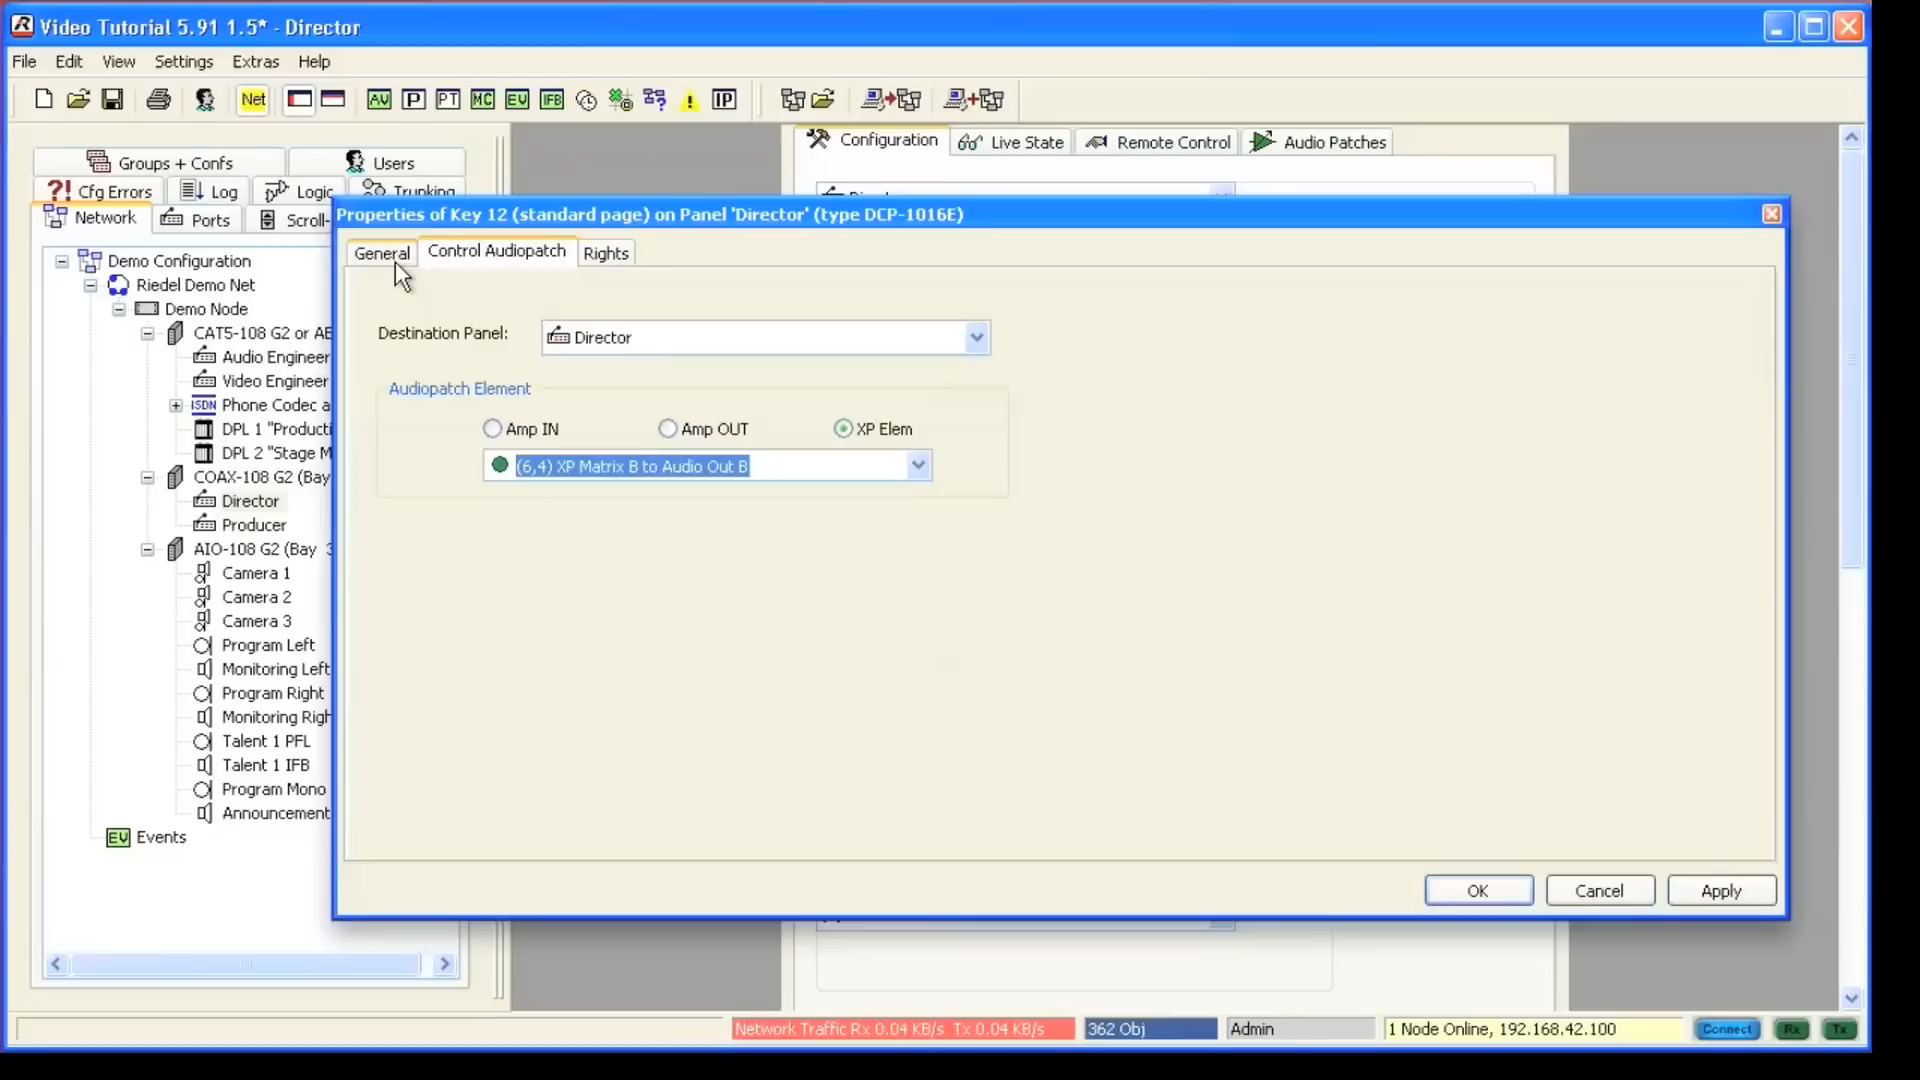 Video Tutorial 5.91 1.5* - Director
File Edit View Settings Extras Help
Net AV P PT MC EV IFB IP
Configuration Live State Remote Control Audio Patches
Groups + Confs Users
Cfg Errors Log Logic Trunking
Network Ports Scroll-
Properties of Key 12 (standard page) on Panel 'Director' (type DCP-1016E)
General Control Audiopatch Rights
Destination Panel: Director
Audiopatch Element
Amp IN Amp OUT XP Elem
(6,4) XP Matrix B to Audio Out B
OK Cancel Apply
Demo Configuration
Riedel Demo Net
Demo Node
CAT5-108 G2 or AE
Audio Engineer
Video Engineer
ISDN Phone Codec a
DPL 1 "Producti
DPL 2 "Stage M
COAX-108 G2 (Bay
Director
Producer
AIO-108 G2 (Bay 3
Camera 1
Camera 2
Camera 3
Program Left
Monitoring Left
Program Right
Monitoring Righ
Talent 1 PFL
Talent 1 IFB
Program Mono
Announcement
EV Events
Network Traffic Rx 0.04 KB/s Tx 0.04 KB/s 362 Obj Admin 1 Node Online, 192.168.42.100 Connect Rx Tx